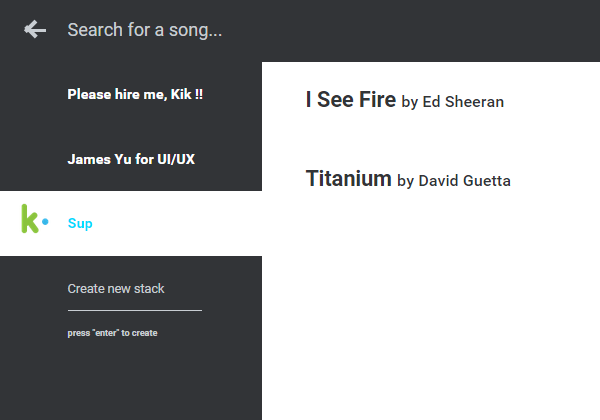 Search for a song...
Please hire me, Kik !!
James Yu for UI/UX
k· Sup
Create new stack
press "enter" to create
I See Fire by Ed Sheeran
Titanium by David Guetta